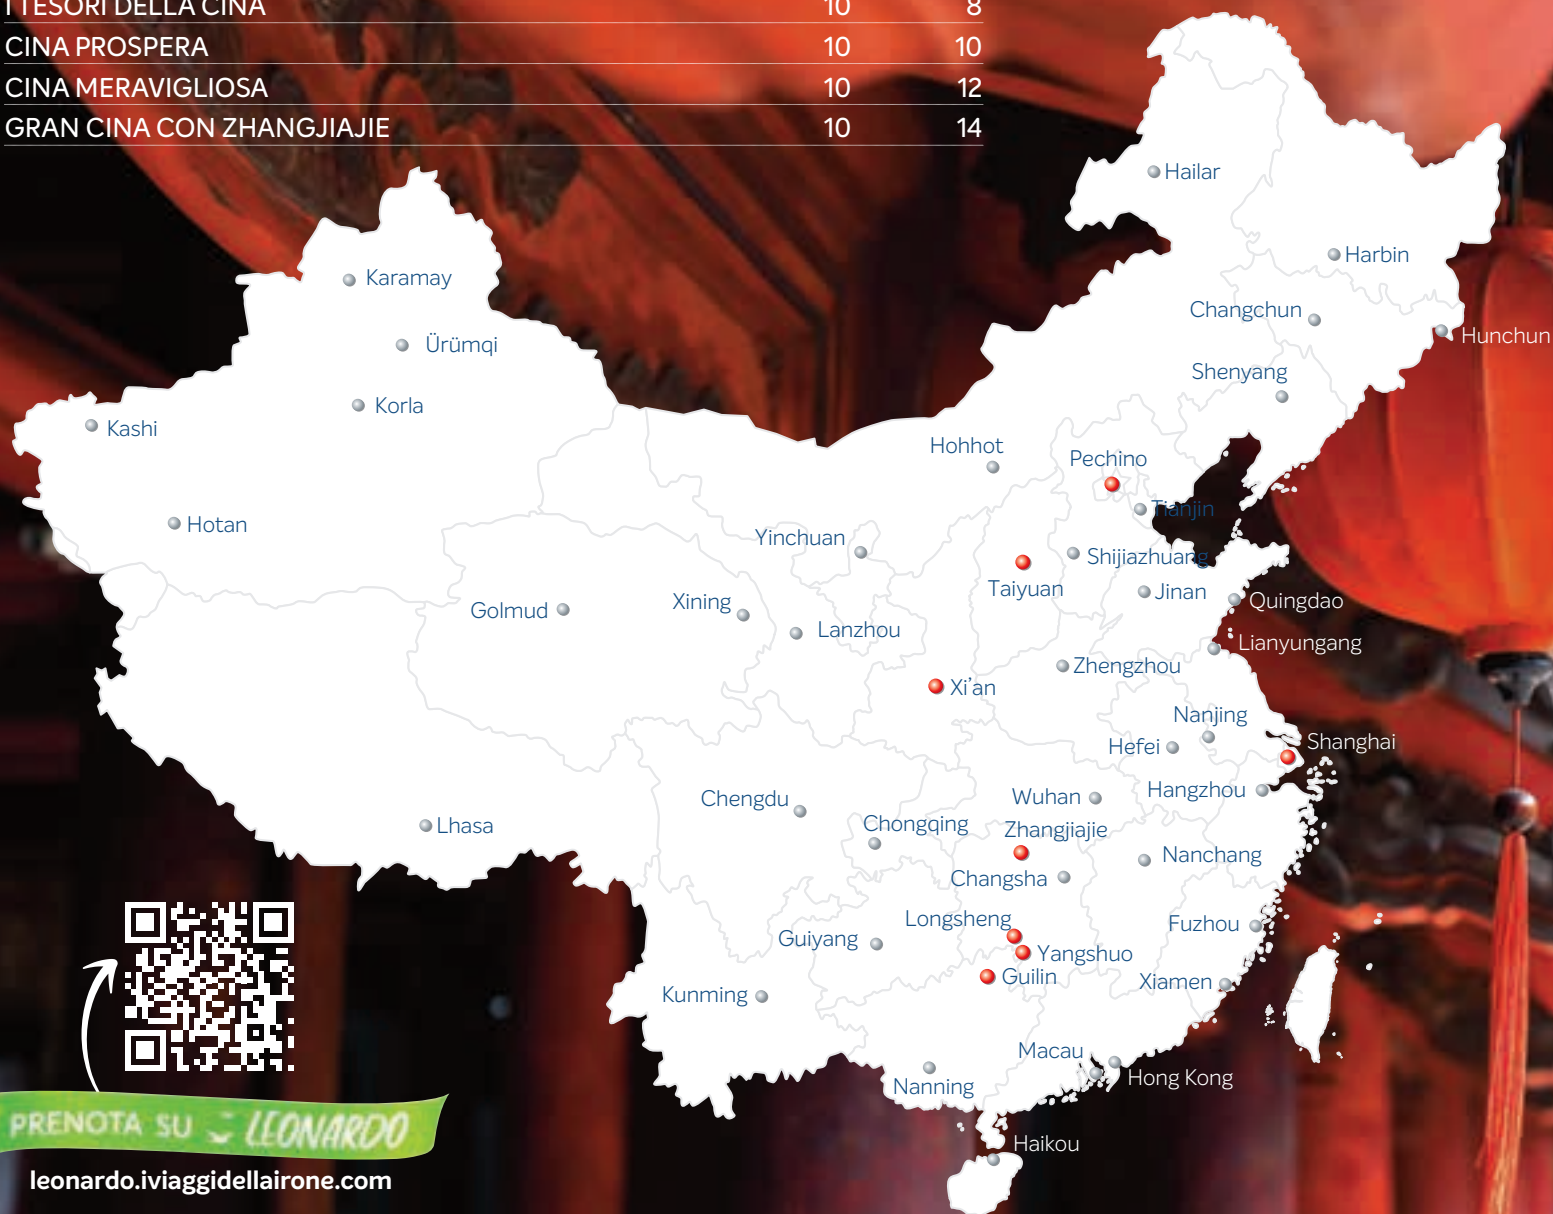 I TESORI DELLA CINA 10 8
CINA PROSPERA 10 10
CINA MERAVIGLIOSA 10 12
GRAN CINA CON ZHANGJIAJIE 10 14
Hailar
Harbin
Karamay
Changchun
Hunchun
Ürümqi
Shenyang
Korla
Kashi
Hohhot
Pechino
Tianjin
Hotan
Yinchuan
Shijiazhuang
Taiyuan
Jinan
Xining
Quingdao
Golmud
Lanzhou
Lianyungang
Zhengzhou
Xi'an
Nanjing
Shanghai
Hefei
Hangzhou
Chengdu
Wuhan
Chongqing
Zhangjiajie
Lhasa
Nanchang
Changsha
Longsheng
Fuzhou
Guiyang
Yangshuo
Guilin
Xiamen
Kunming
Macau
Hong Kong
Nanning
PRENOTA SU LEONARDO
Haikou
leonardo.iviaggidellairone.com